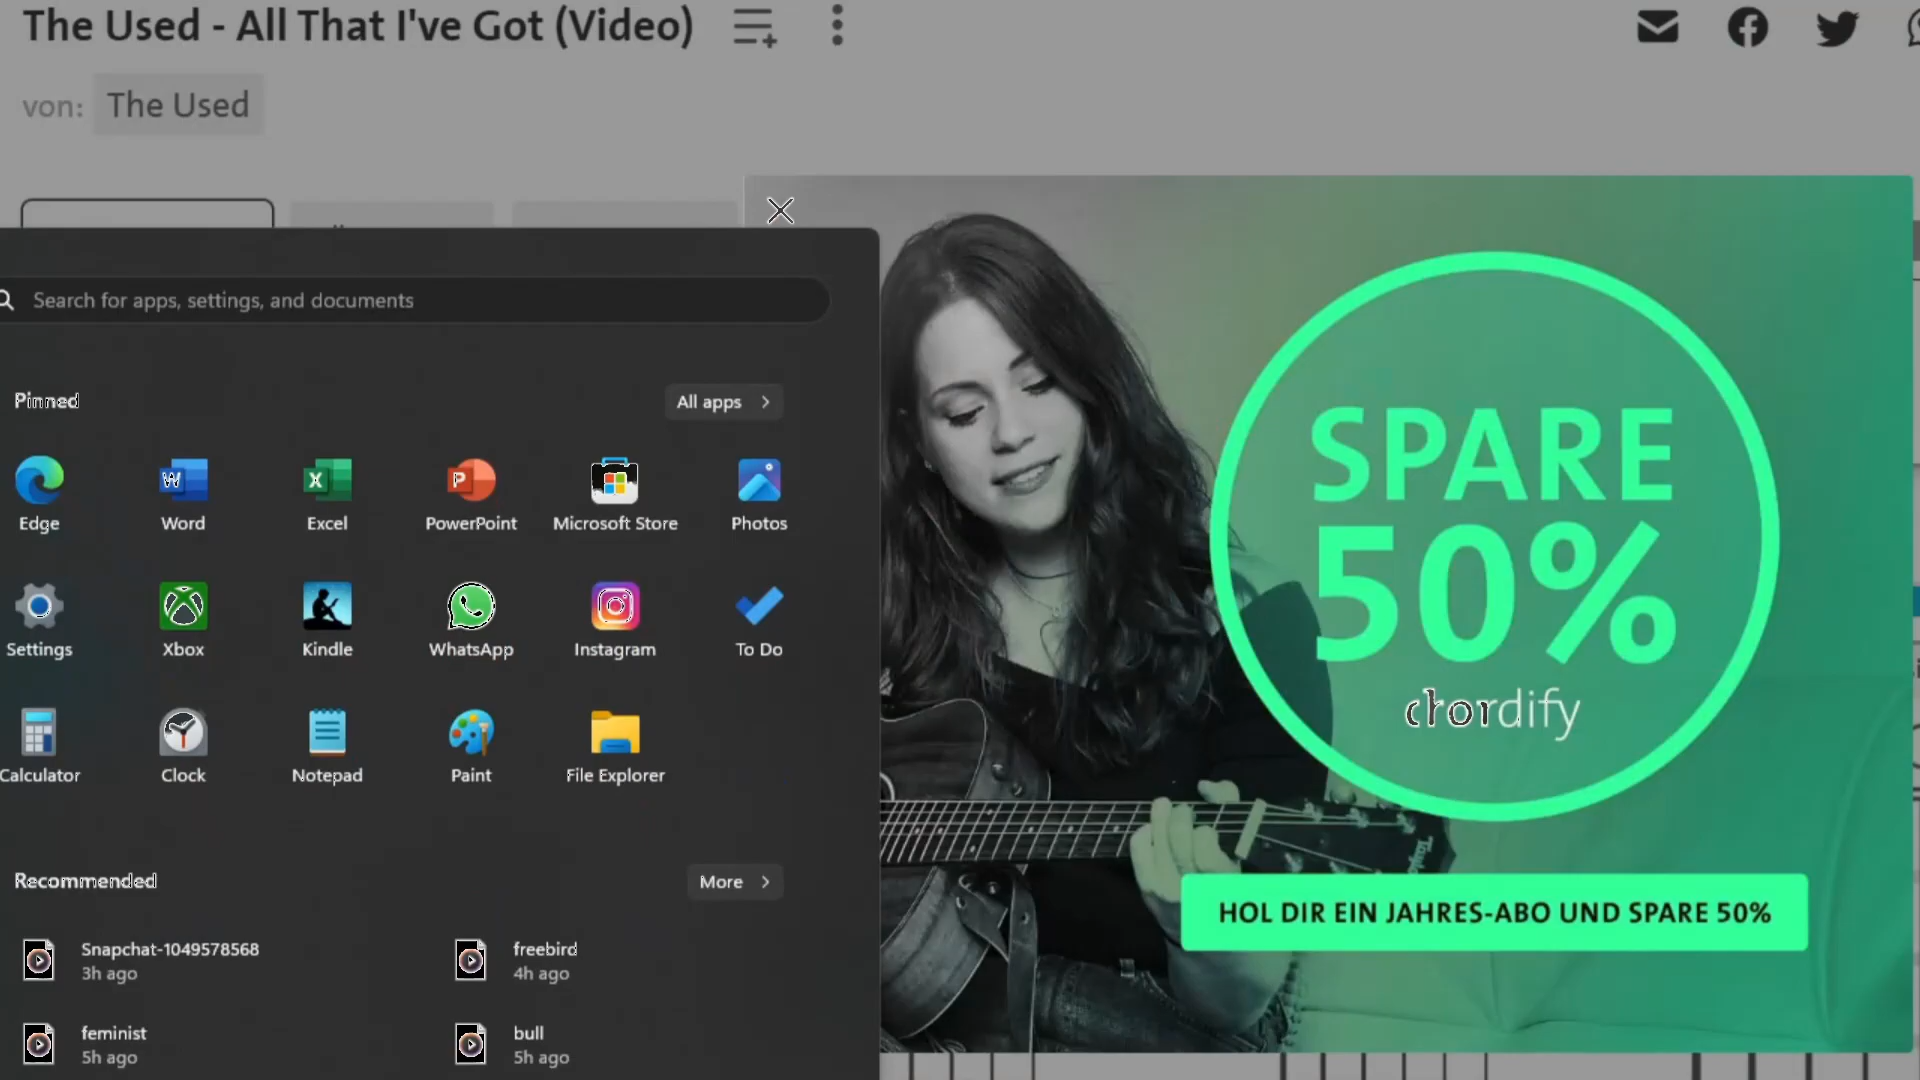 The Used - All That I've Got (Video)
von: The Used
Search for apps, settings, and documents
Pinned
All apps
Edge
Word
Excel
PowerPoint
Microsoft Store
Photos
Settings
Xbox
Kindle
WhatsApp
Instagram
To Do
Calculator
Clock
Notepad
Paint
File Explorer
Recommended
More
Snapchat-1049578568
3h ago
freebird
4h ago
feminist
5h ago
bull
5h ago
SPARE
50%
chordify
HOL DIR EIN JAHRES-ABO UND SPARE 50%